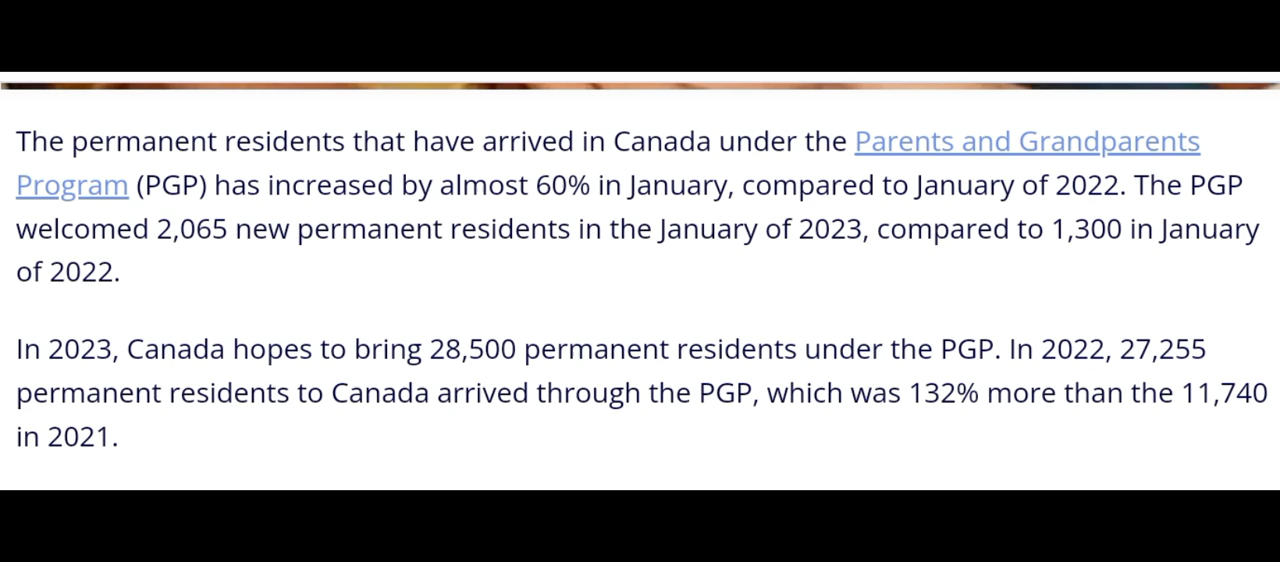 The permanent residents that have arrived in Canada under the Parents and Grandparents
Program (PGP) has increased by almost 60% in January, compared to January of 2022. The PGP
welcomed 2,065 new permanent residents in the January of 2023, compared to 1,300 in January
of 2022.
In 2023, Canada hopes to bring 28,500 permanent residents under the PGP. In 2022, 27,255
permanent residents to Canada arrived through the PGP, which was 132% more than the 11,740
in 2021.